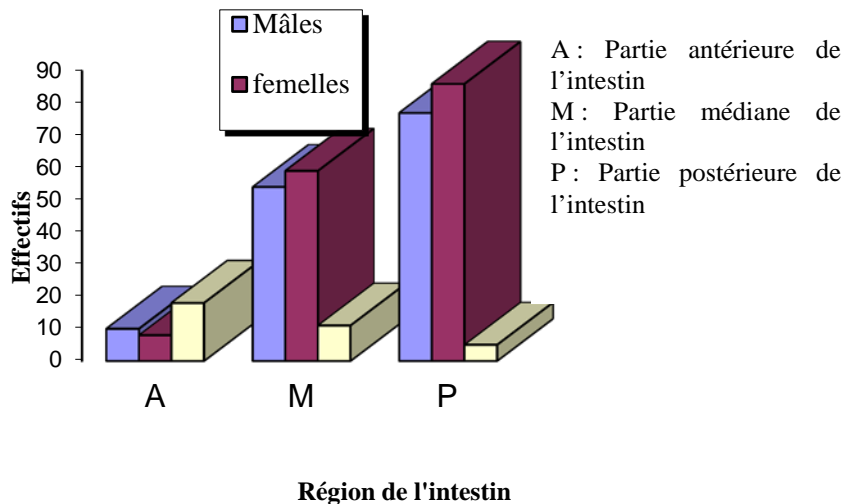 Mâles
femelles
A : Partie antérieure de
l'intestin
M : Partie médiane de
l'intestin
P : Partie postérieure de
l'intestin
90
80
70
60
50
40
30
20
10
0
Effectifs
A M P
Région de l'intestin